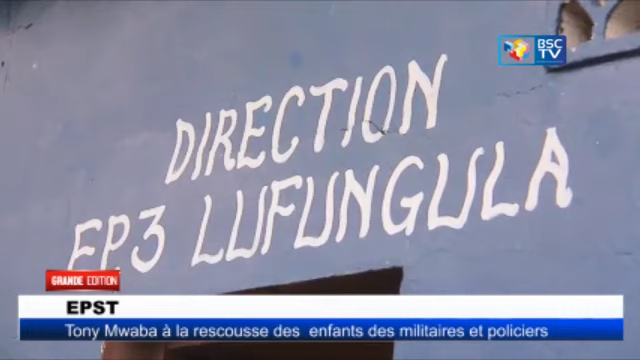 BSC
TV
DIRECTION
EP3 LUFUNGULA
GRANDE EDITION
EPST
Tony Mwaba à la rescousse des enfants des militaires et policiers